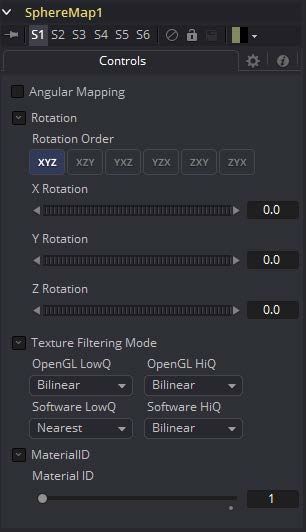 SphereMap1
S1 S2 S3 S4 S5 S6
Controls
Angular Mapping
Rotation
Rotation Order
XYZ XZY YXZ YZX ZXY ZYX
X Rotation
0.0
Y Rotation
0.0
Z Rotation
0.0
Texture Filtering Mode
OpenGL LowQ OpenGL HiQ
Bilinear Bilinear
Software LowQ Software HiQ
Nearest Bilinear
MaterialID
Material ID
1